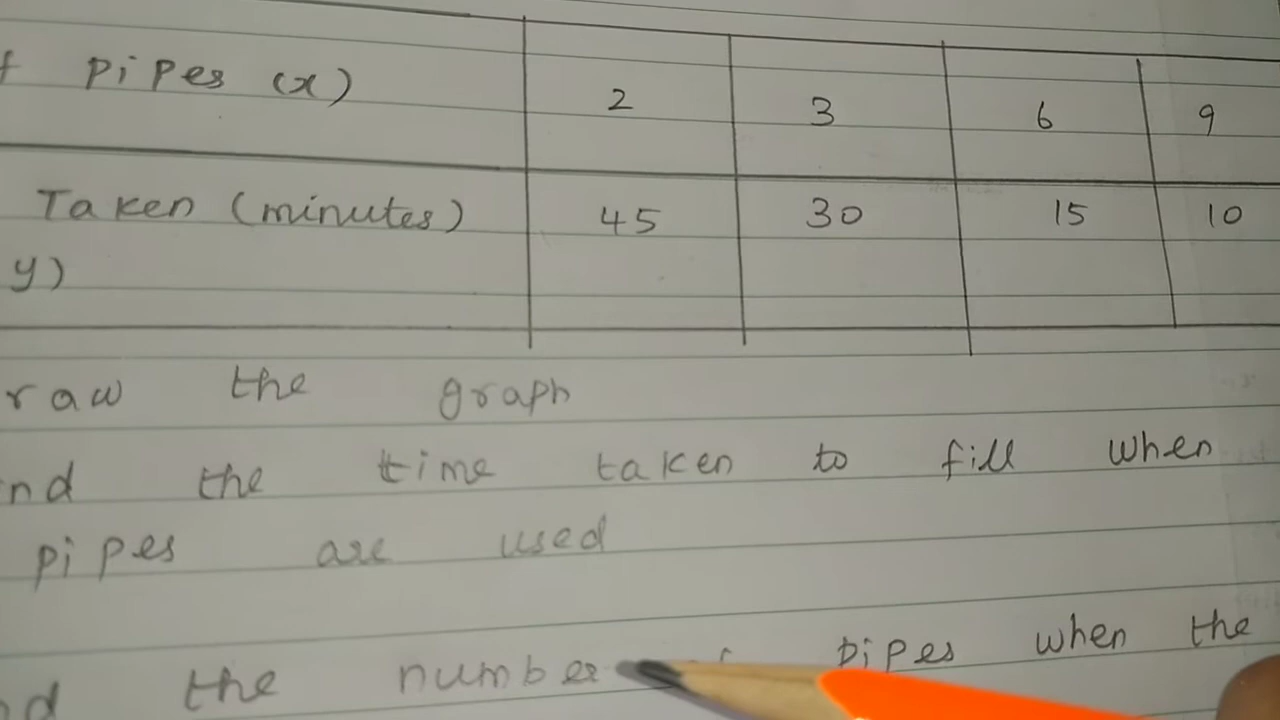 pipes (x) 2 3 6 9
Taken (minutes) 45 30 15 10
y)
raw the graph
nd the time taken to fill when
pipes are used
d the number pipes when the